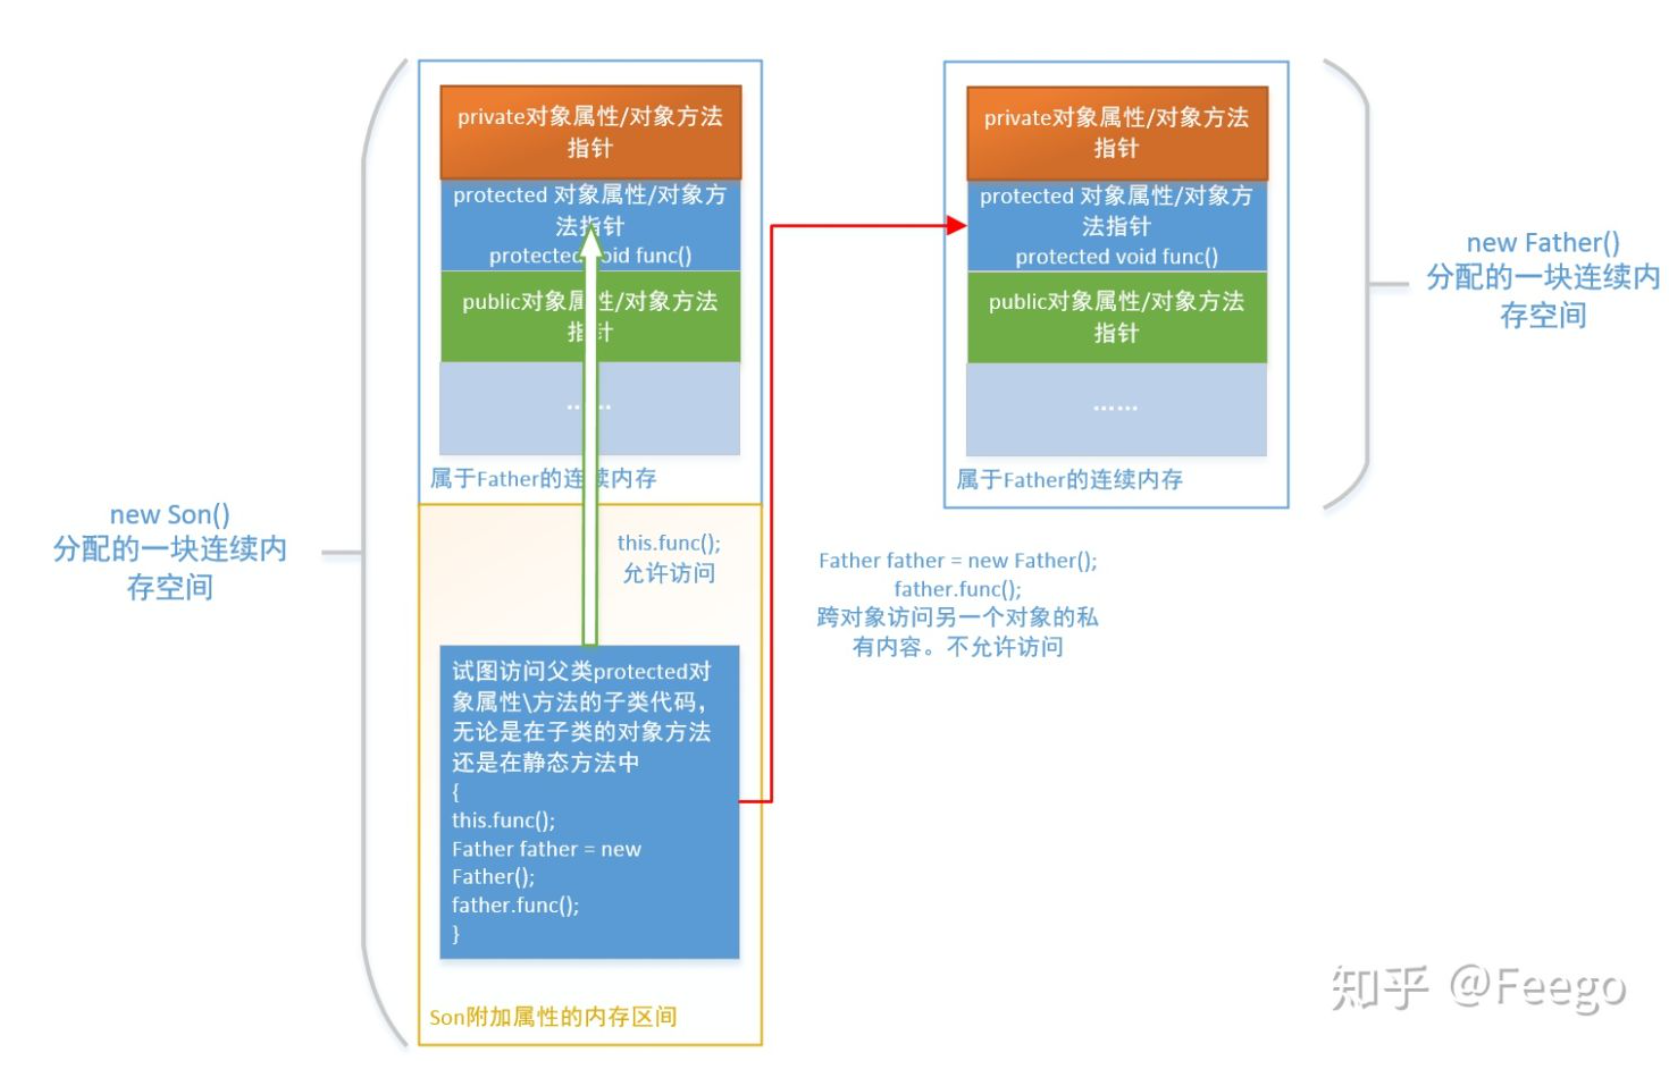 private对象属性/对象方法
指针
protected 对象属性/对象方
法指针
protected void func()
public对象属性/对象方法
指针
……
属于Father的连续内存
private对象属性/对象方法
指针
protected 对象属性/对象方
法指针
protected void func()
public对象属性/对象方法
指针
……
属于Father的连续内存
new Father()
分配的一块连续内
存空间
new Son()
分配的一块连续内
存空间
this.func();
允许访问
Father father = new Father();
father.func();
跨对象访问另一个对象的私
有内容。不允许访问
试图访问父类protected对
象属性\方法的子类代码，
无论是在子类的对象方法
还是在静态方法中
{
this.func();
Father father = new
Father();
father.func();
}
Son附加属性的内存区间
知乎 @Feego